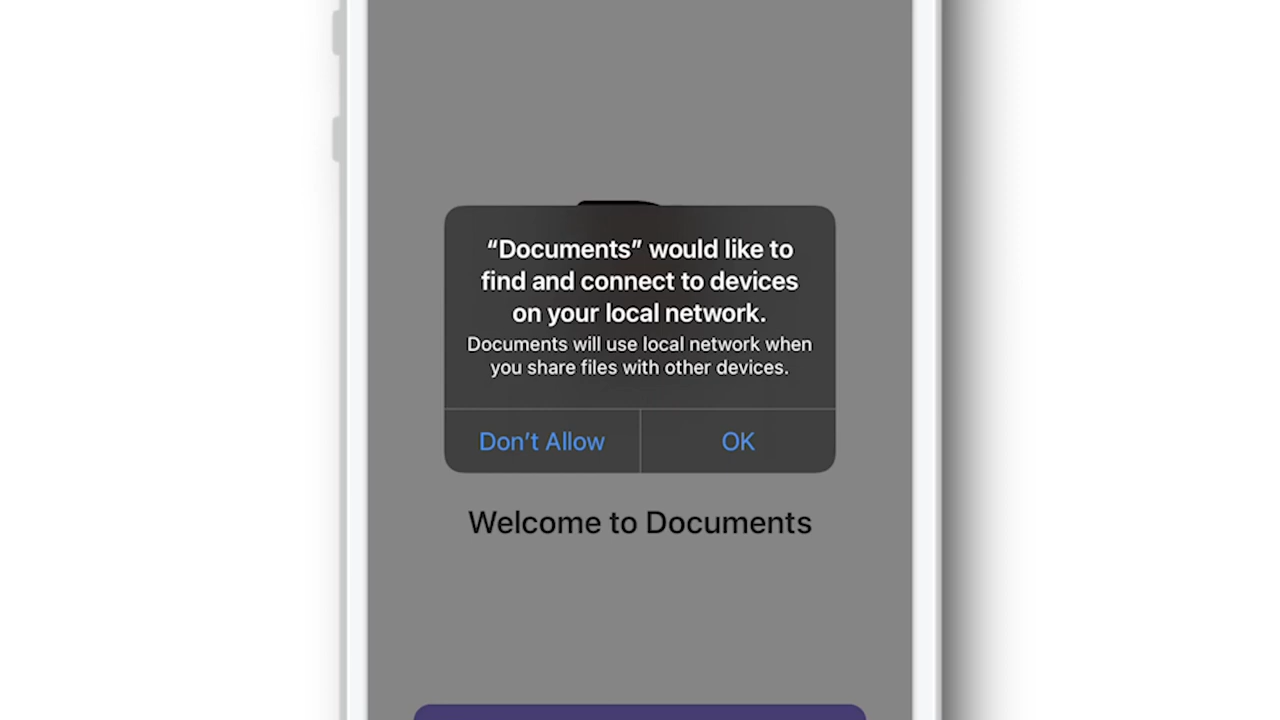 “Documents” would like to
find and connect to devices
on your local network.
Documents will use local network when
you share files with other devices.
Don’t Allow
OK
Welcome to Documents